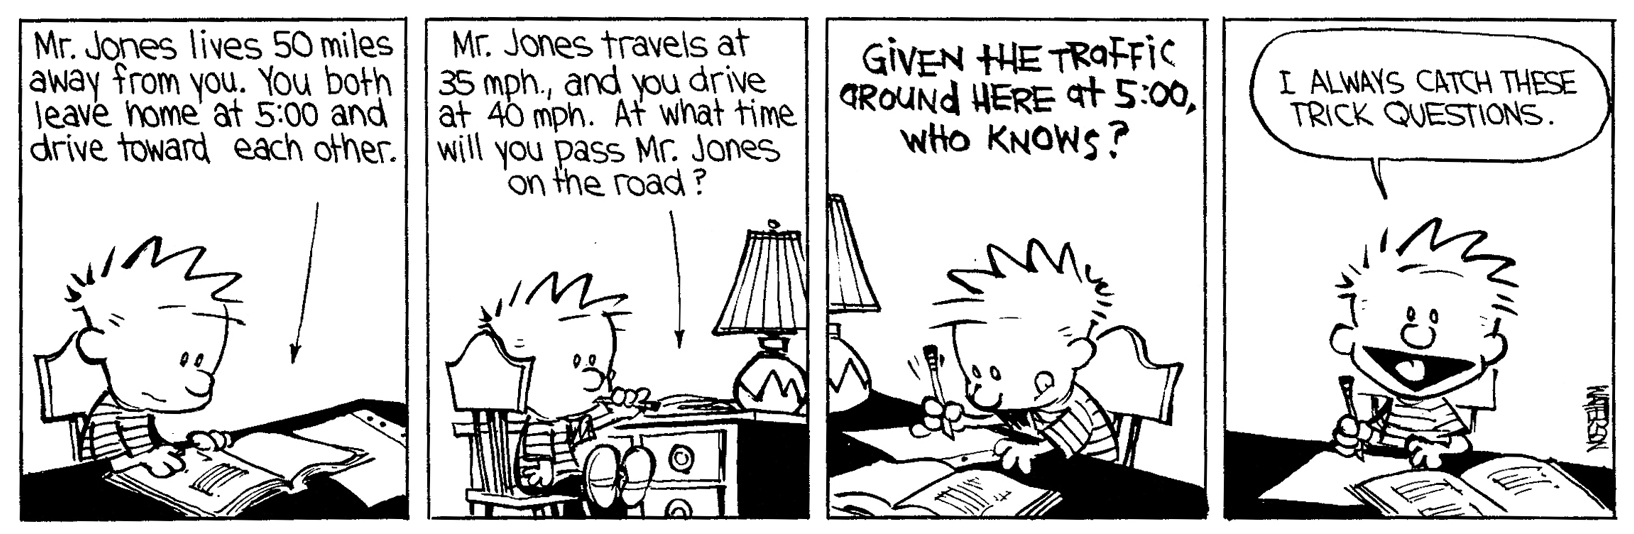 Mr. Jones lives 50 miles
away from you. You both
leave home at 5:00 and
drive toward each other.
Mr. Jones travels at
35 mph., and you drive
at 40 mph. At what time
will you pass Mr. Jones
on the road?
GIVEN THE TRAFFIC
AROUND HERE at 5:00,
WHO KNOWS?
I ALWAYS CATCH THESE
TRICK QUESTIONS.
WATTERSON